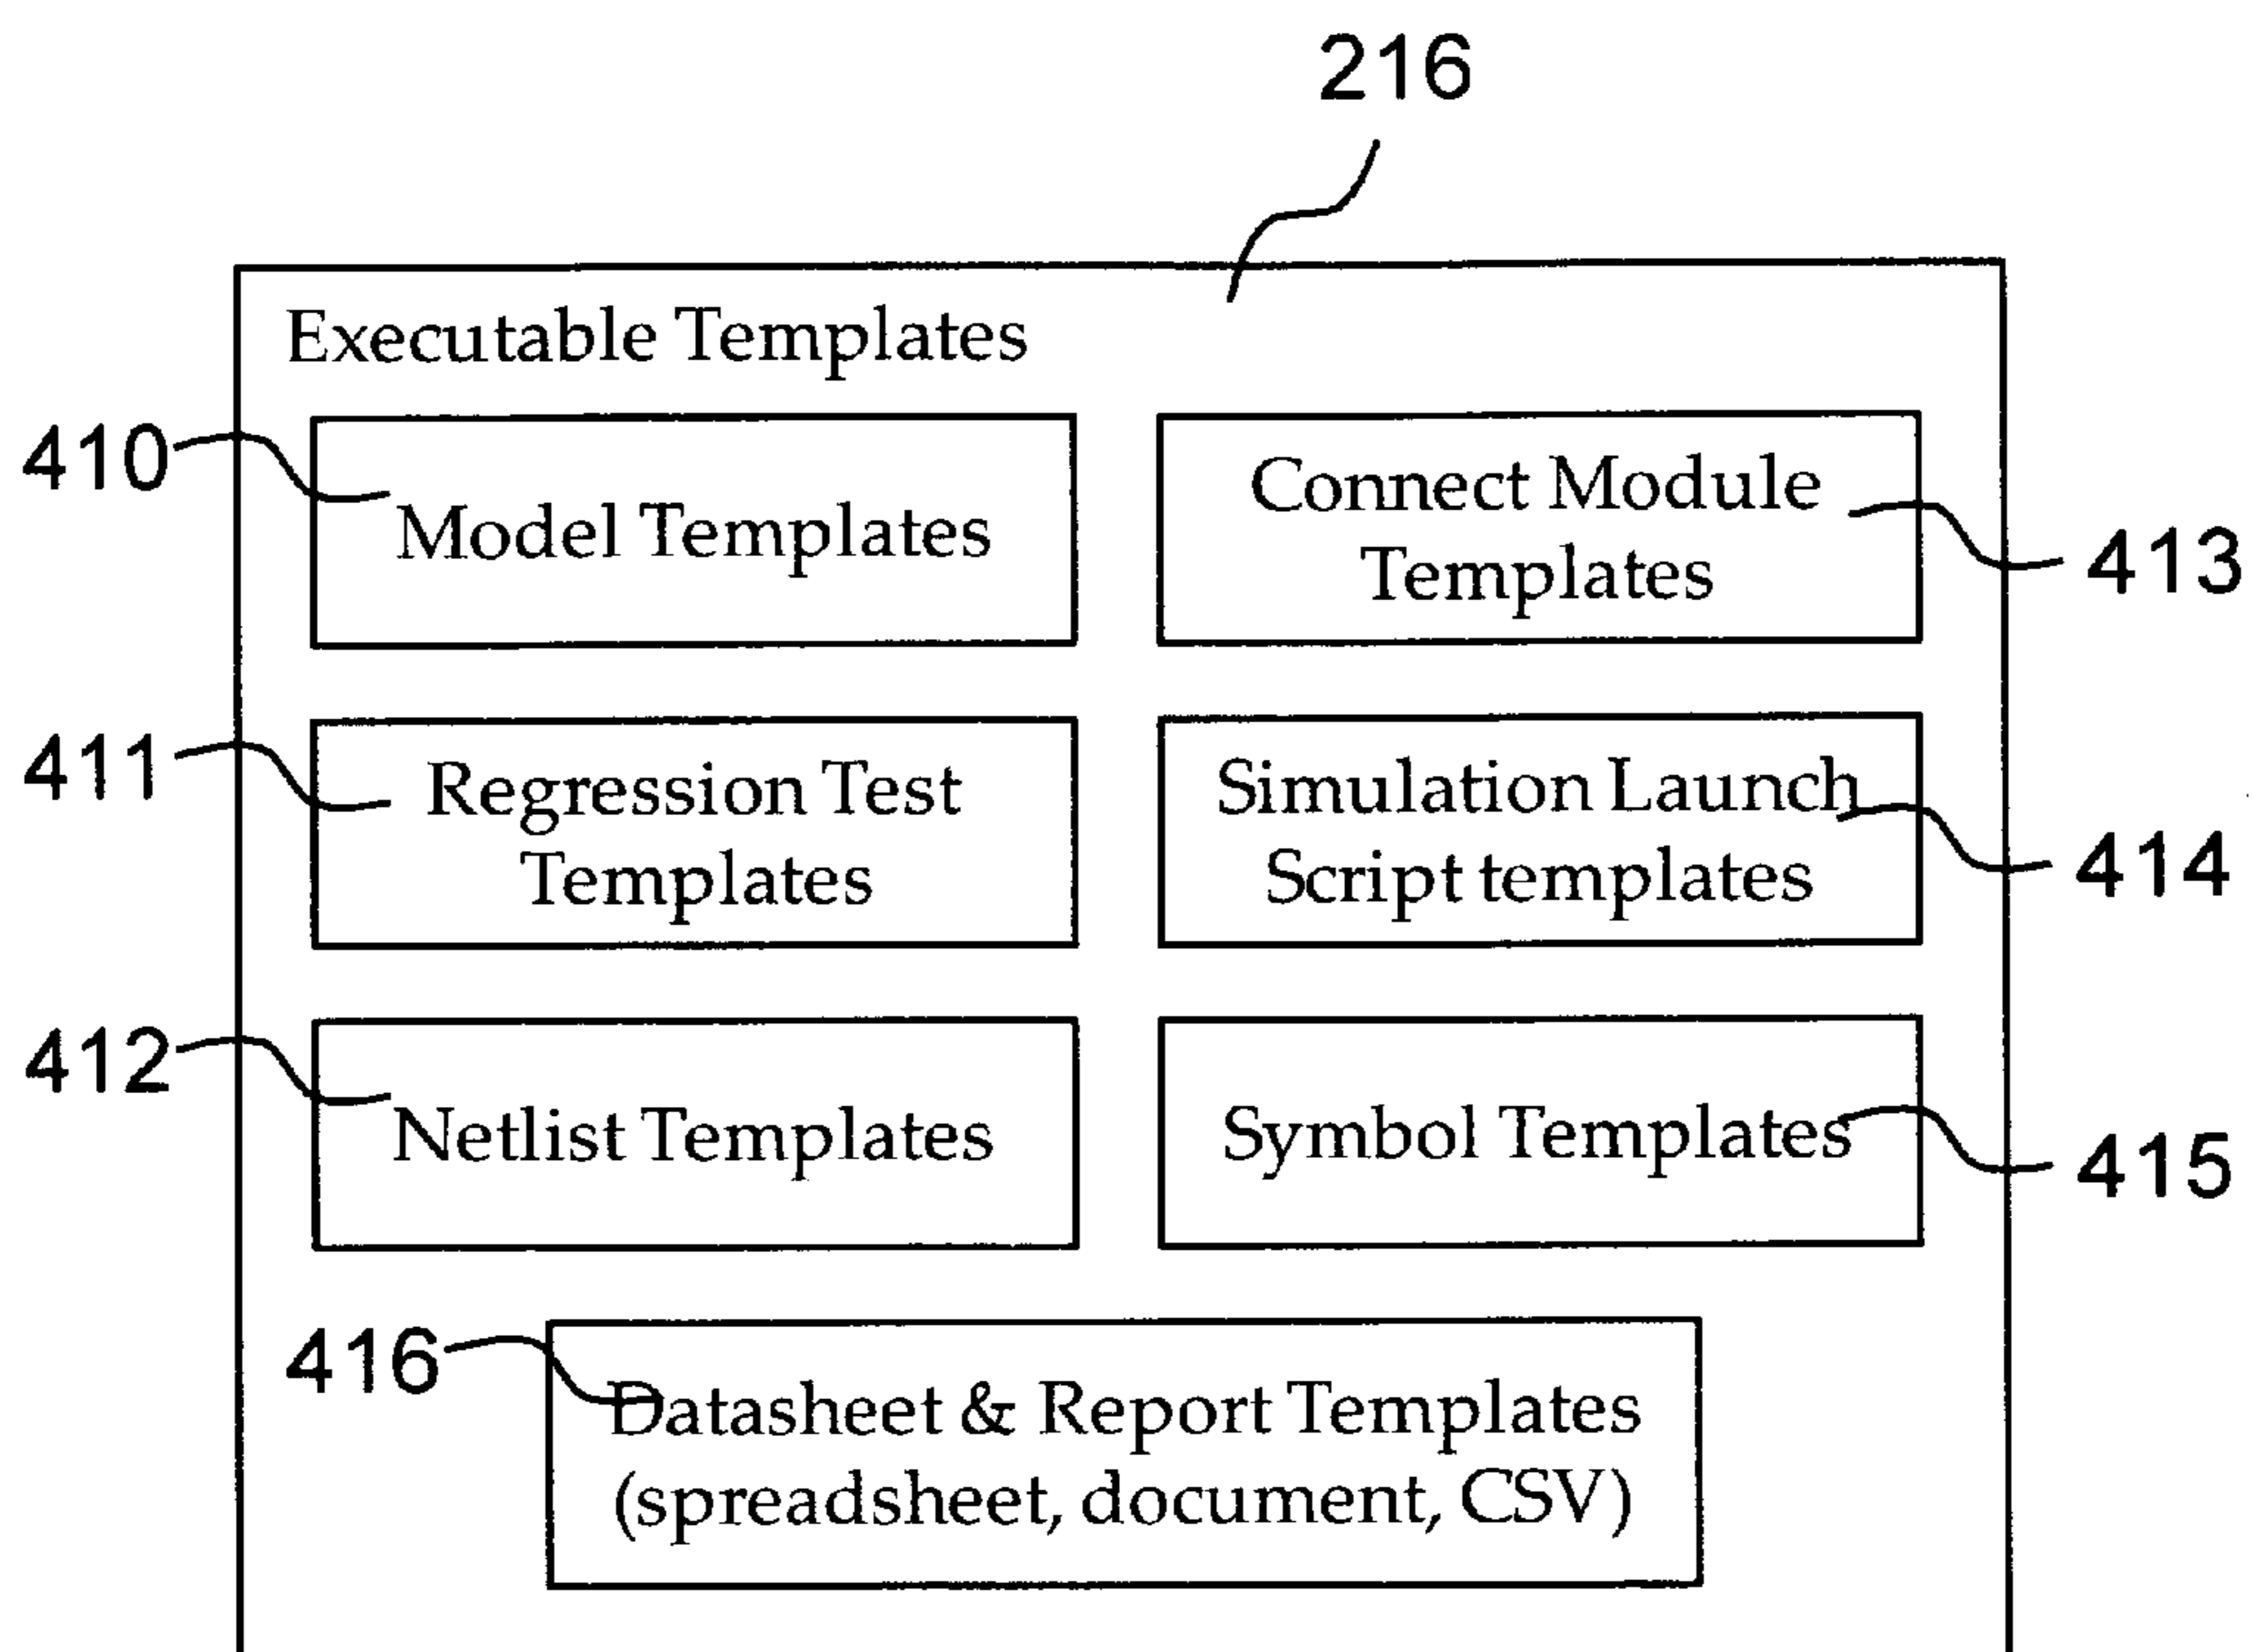 216
Executable Templates
410
Model Templates
Connect Module
Templates
413
411
Regression Test
Templates
Simulation Launch
Script templates
414
412
Netlist Templates
Symbol Templates
415
416
Datasheet & Report Templates
(spreadsheet, document, CSV)